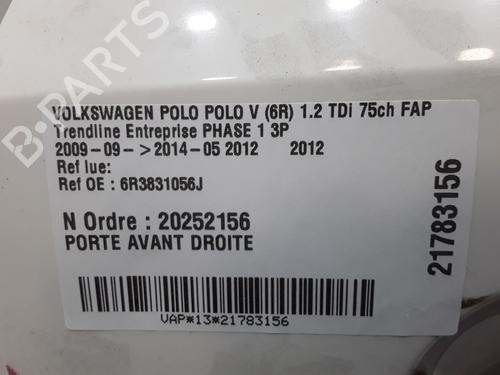 B-PARTS
VOLKSWAGEN POLO POLO V (6R) 1.2 TDi 75ch FAP
Trendline Entreprise PHASE 1 3P
2009-09- >2014-05 2012 2012
Ref lue:
Ref OE : 6R3831056J
N Ordre : 20252156
PORTE AVANT DROITE
VAP*13*21783156
21783156